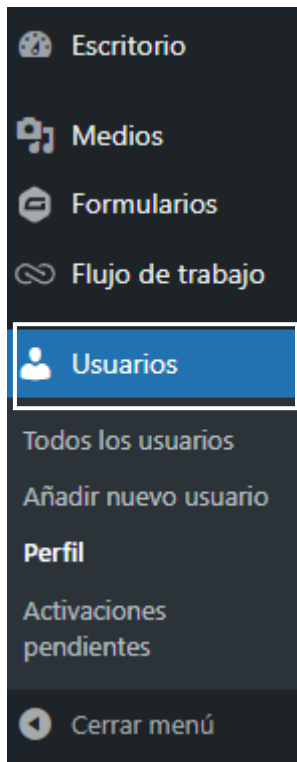 Escritorio
Medios
Formularios
Flujo de trabajo
Usuarios
Todos los usuarios
Añadir nuevo usuario
Perfil
Activaciones
pendientes
Cerrar menú